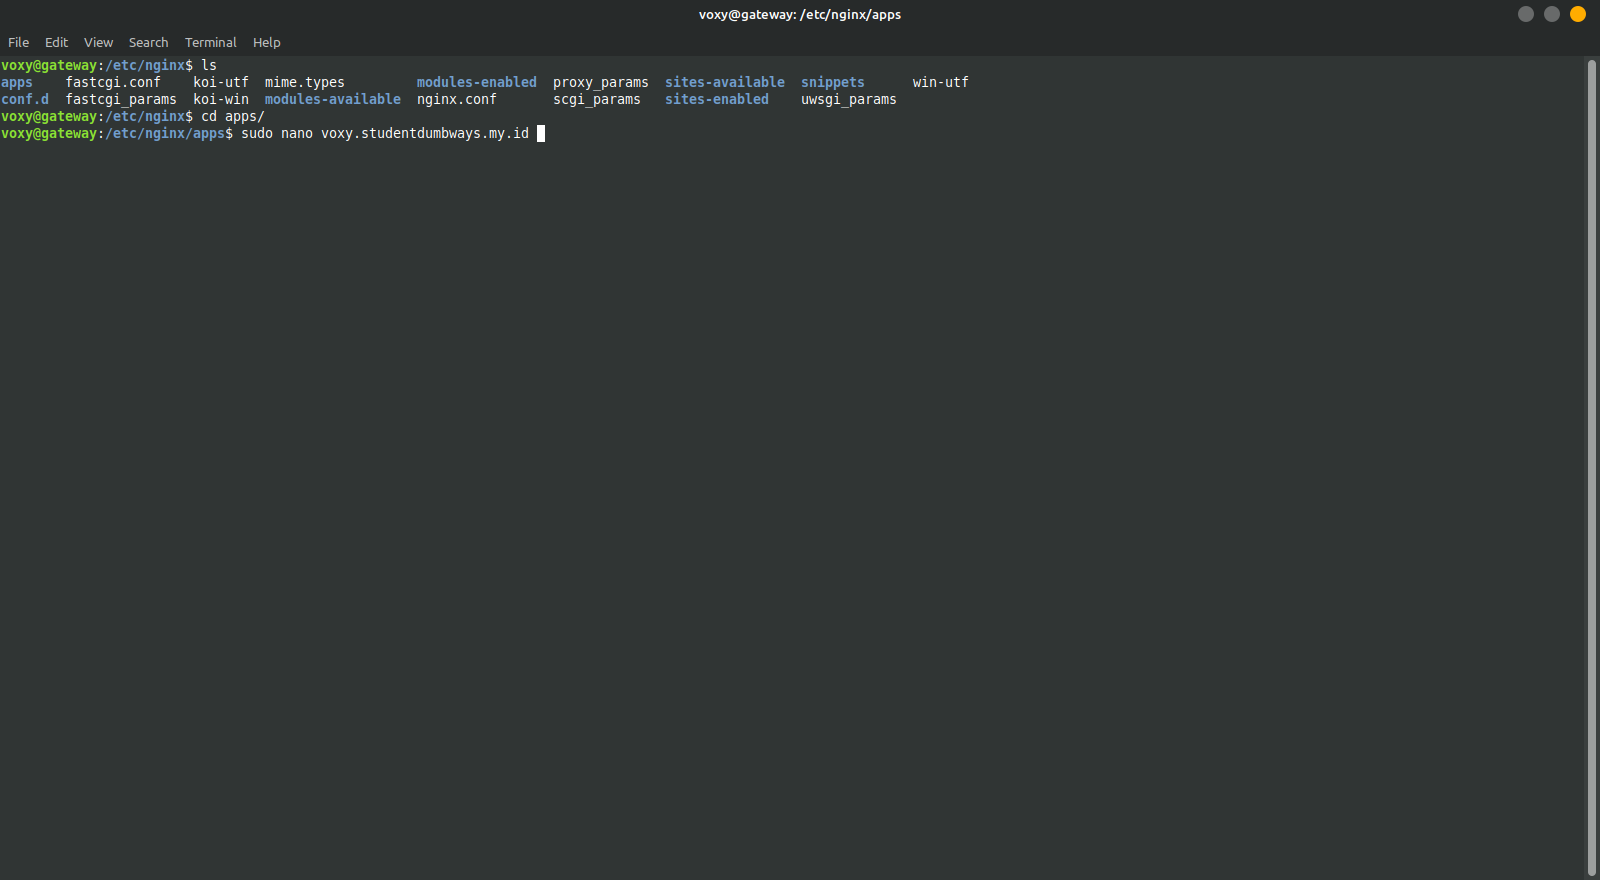 voxy@gateway: /etc/nginx/apps
File Edit View Search Terminal Help
voxy@gateway:/etc/nginx$ ls
apps fastcgi.conf koi-utf mime.types modules-enabled proxy_params sites-available snippets win-utf
conf.d fastcgi_params koi-win modules-available nginx.conf scgi_params sites-enabled uwsgi_params
voxy@gateway:/etc/nginx$ cd apps/
voxy@gateway:/etc/nginx/apps$ sudo nano voxy.studentdumbways.my.id